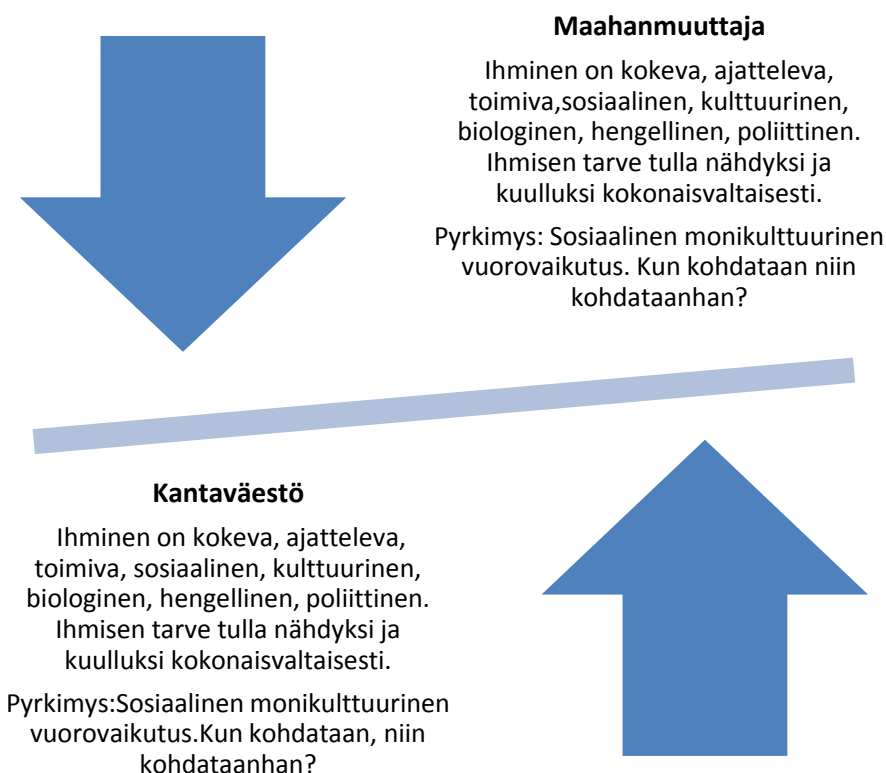 Maahanmuuttaja
Ihminen on kokeva, ajatteleva,
toimiva,sosiaalinen, kulttuurinen,
biologinen, hengellinen, poliittinen.
Ihmisen tarve tulla nähdyksi ja
kuulluksi kokonaisvaltaisesti.
Pyrkimys: Sosiaalinen monikulttuurinen
vuorovaikutus. Kun kohdataan niin
kohdataanhan?
Kantaväestö
Ihminen on kokeva, ajatteleva,
toimiva, sosiaalinen, kulttuurinen,
biologinen, hengellinen, poliittinen.
Ihmisen tarve tulla nähdyksi ja
kuulluksi kokonaisvaltaisesti.
Pyrkimys:Sosiaalinen monikulttuurinen
vuorovaikutus.Kun kohdataan, niin
kohdataanhan?